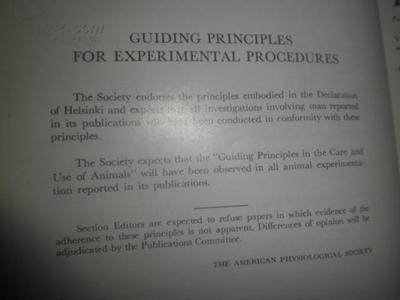 GUIDING PRINCIPLES
FOR EXPERIMENTAL PROCEDURES
The Society endorses the principles embodied in the Declaration
of Helsinki and expects that all investigations involving man reported
in its publications will have been conducted in conformity with these
principles.
The Society expects that the "Guiding Principles in the Care and
Use of Animals" will have been observed in all animal experimenta-
tion reported in its publications.
Section Editors are expected to refuse papers in which evidence of the
adherence to these principles is not apparent. Differences of opinion will be
adjudicated by the Publications Committee.
THE AMERICAN PHYSIOLOGICAL SOCIETY